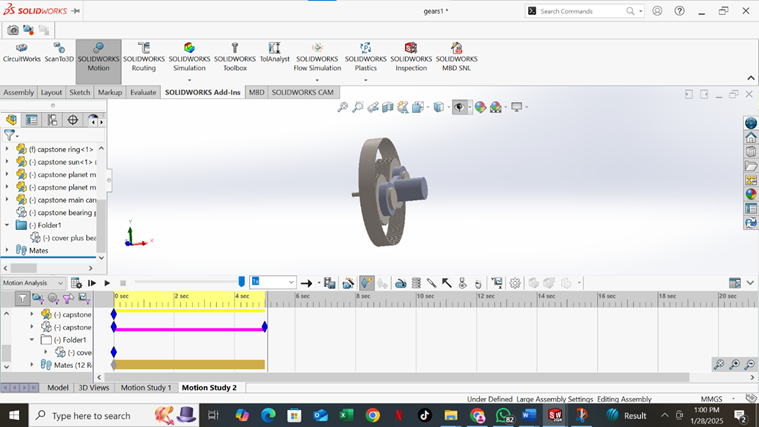 SOLIDWORKS
gears1 *
Search Commands
CircuitWorks
ScanTo3D
SOLIDWORKS Motion
SOLIDWORKS Routing
SOLIDWORKS Simulation
SOLIDWORKS Toolbox
TolAnalyst
SOLIDWORKS Flow Simulation
SOLIDWORKS Plastics
SOLIDWORKS Inspection
SOLIDWORKS MBD SNL
Assembly Layout Sketch Markup Evaluate SOLIDWORKS Add-Ins MBD SOLIDWORKS CAM
(f) capstone ring<1>
(-) capstone sun<1>
(-) capstone planet m
(-) capstone planet m
(-) capstone main can
(-) capstone bearing p
(-) Folder1
(-) cover plus bea
Mates
Y
X
Motion Analysis
1x
0 sec 2 sec 4 sec 6 sec 8 sec 10 sec 12 sec 14 sec 16 sec 18 sec 20 sec
(-) capstone
(-) capstone
(-) Folder1
(-) cove
Mates (12 R
Model 3D Views Motion Study 1 Motion Study 2
Under Defined Large Assembly Settings Editing Assembly MMGS
Type here to search
82
Result
1:00 PM
1/28/2025
2